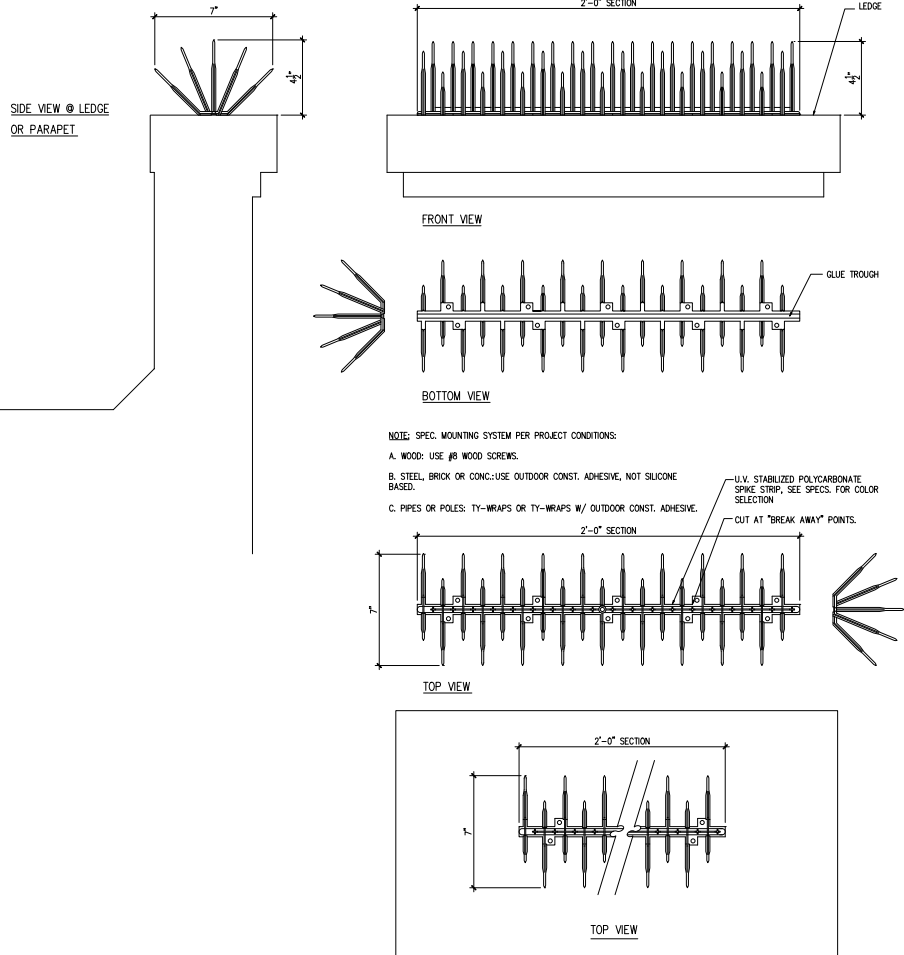 7"
4½"
SIDE VIEW @ LEDGE
OR PARAPET
2'-0" SECTION
LEDGE
4½"
FRONT VIEW
GLUE TROUGH
BOTTOM VIEW
NOTE: SPEC. MOUNTING SYSTEM PER PROJECT CONDITIONS:
A. WOOD: USE #8 WOOD SCREWS.
B. STEEL, BRICK OR CONC.: USE OUTDOOR CONST. ADHESIVE, NOT SILICONE
BASED.
C. PIPES OR POLES: TY-WRAPS OR TY-WRAPS W/ OUTDOOR CONST. ADHESIVE.
U.V. STABILIZED POLYCARBONATE
SPIKE STRIP, SEE SPECS. FOR COLOR
SELECTION
CUT AT "BREAK AWAY" POINTS.
2'-0" SECTION
7"
TOP VIEW
2'-0" SECTION
7"
TOP VIEW